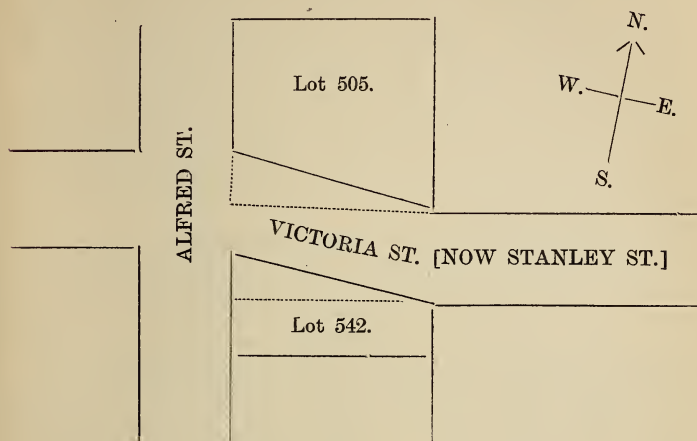 N.
Lot 505.
W.
E.
S.
ALFRED ST.
VICTORIA ST. [NOW STANLEY ST.]
Lot 542.